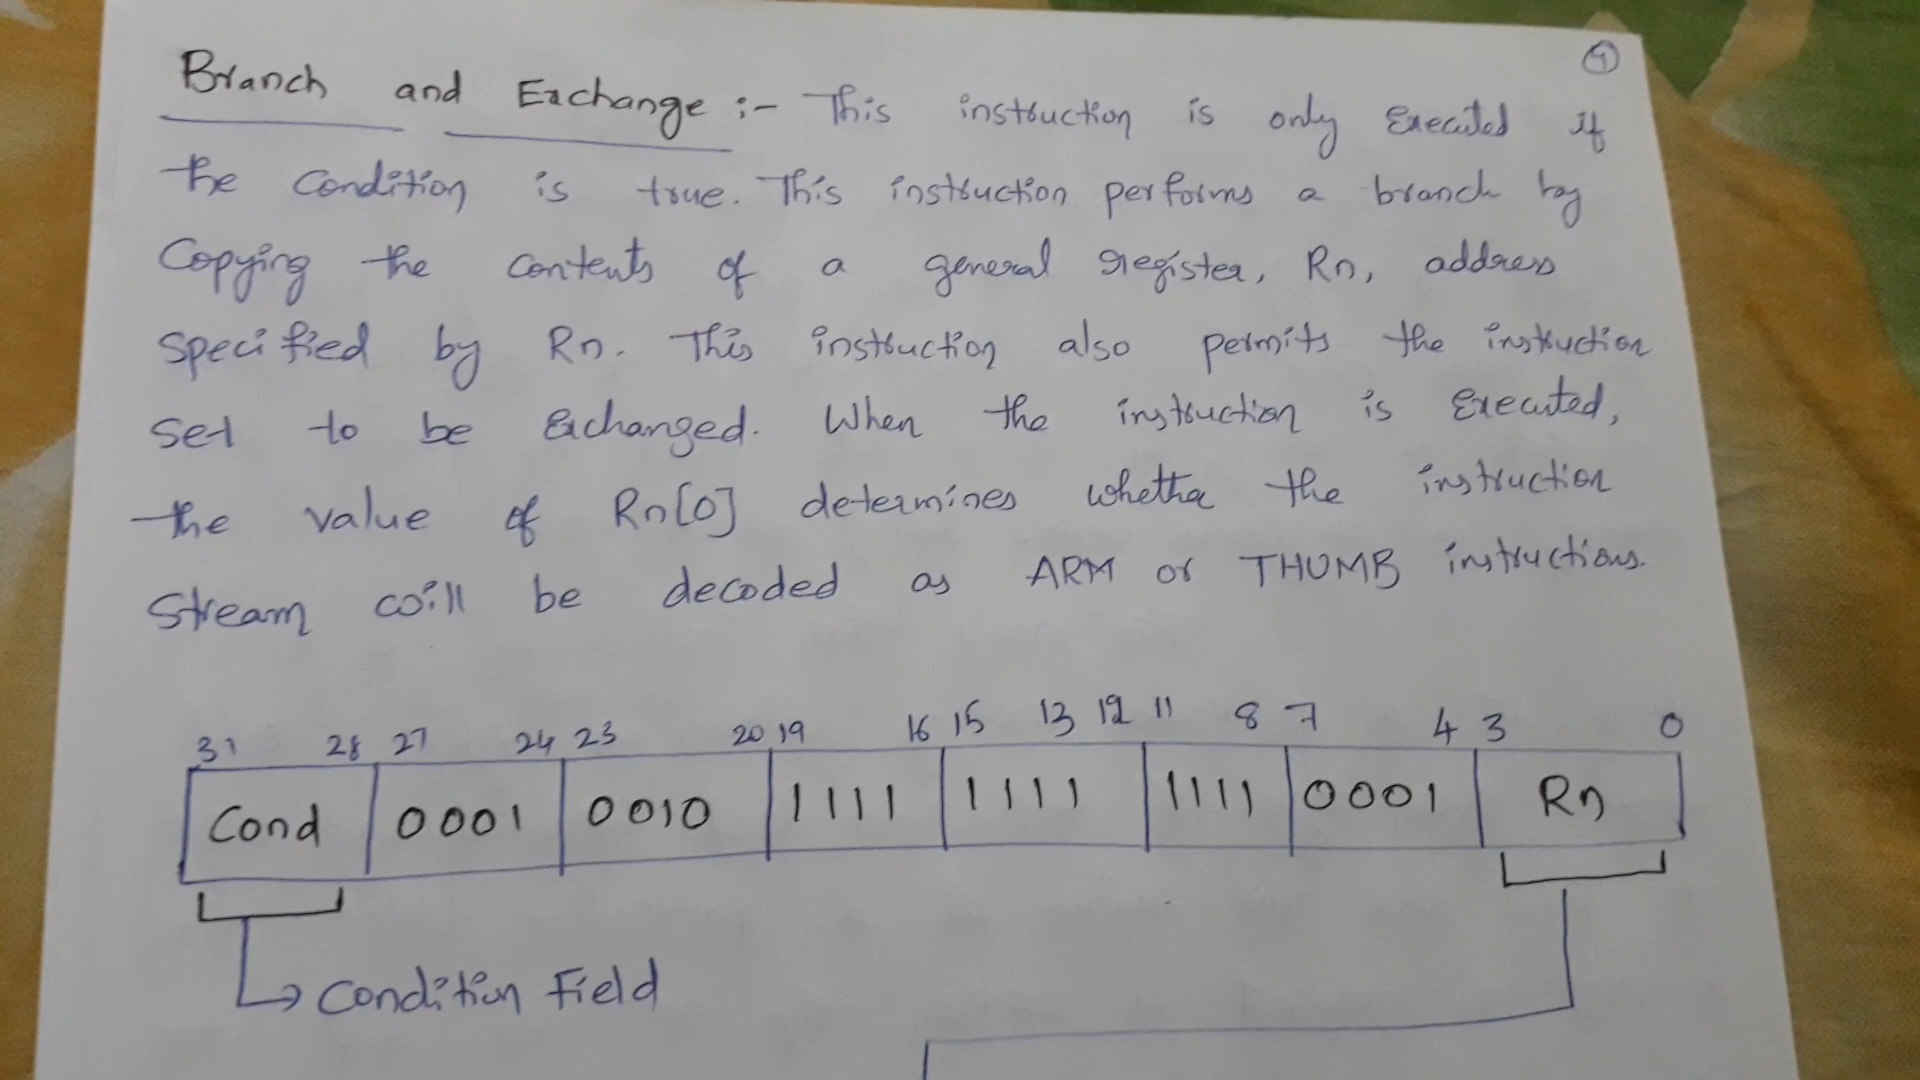 1
Branch and Exchange :- This instruction is only Executed if
the Condition is true. This instruction performs a branch by
Copying the contents of a general register, Rn, address
specified by Rn. This instruction also permits the instruction
set to be Exchanged. When the instruction is Executed,
the value of Rn[0] determines whether the instruction
Stream will be decoded as ARM or THUMB instructions.
31 28 27 24 23 20 19 16 15 13 12 11 8 7 4 3 0
Cond 0001 0010 1111 1111 1111 0001 Rn
Condition Field